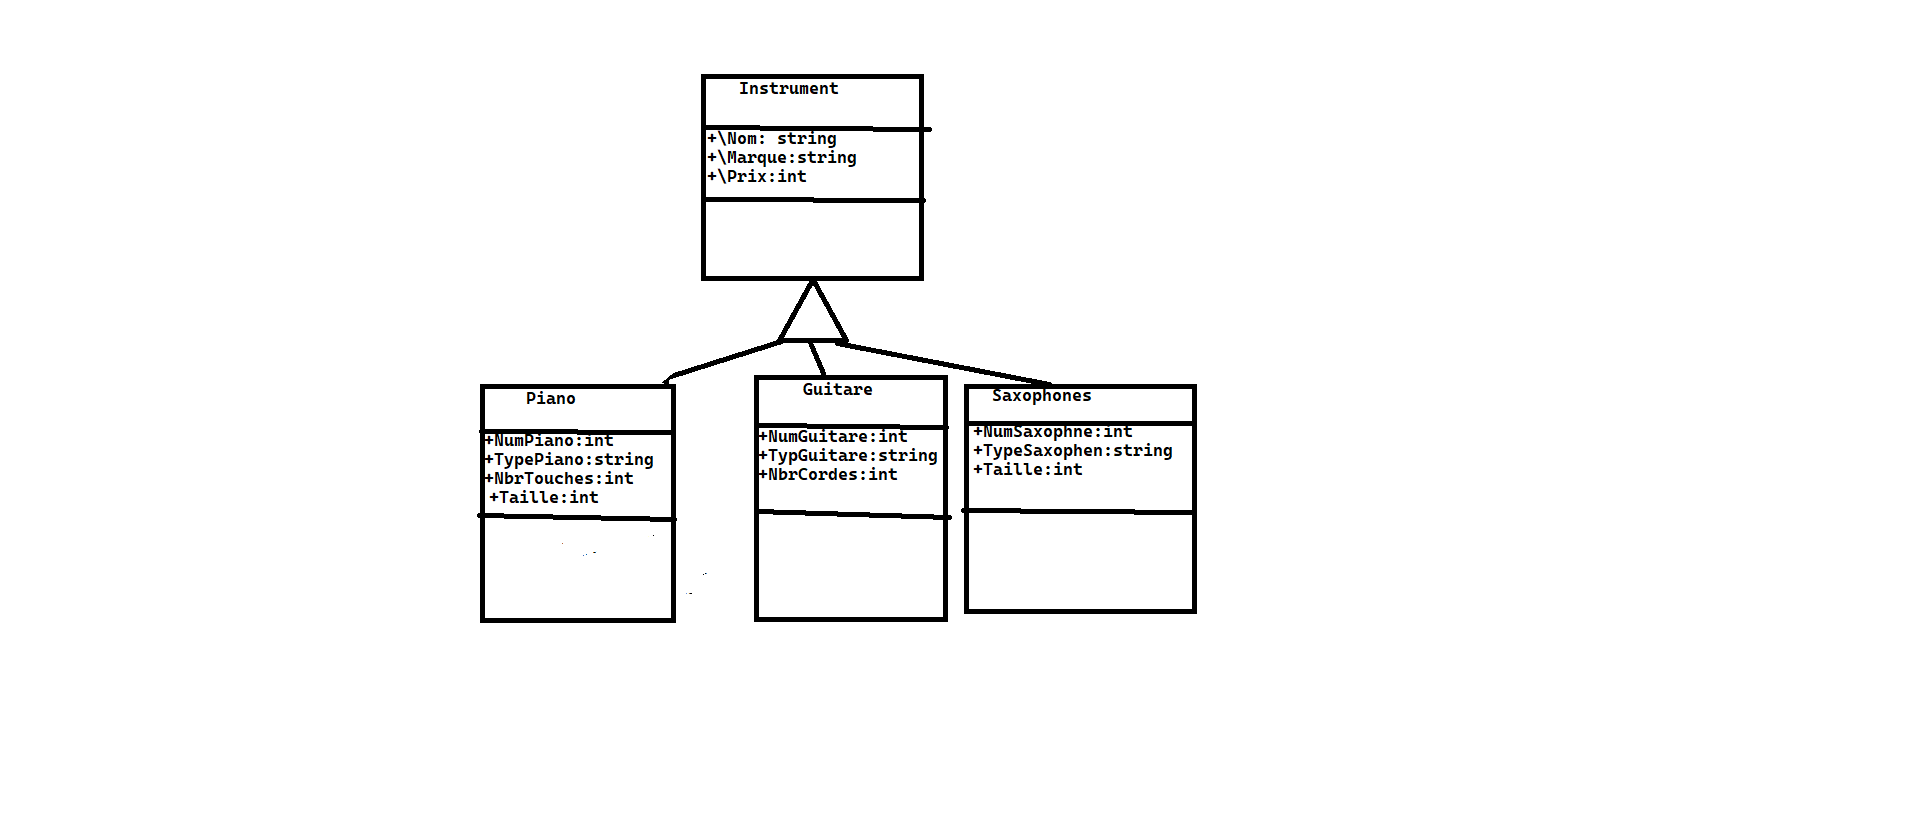 Instrument
+\Nom: string
+\Marque:string
+\Prix:int
Piano
+NumPiano:int
+TypePiano:string
+NbrTouches:int
+Taille:int
Guitare
+NumGuitare:int
+TypGuitare:string
+NbrCordes:int
Saxophones
+NumSaxophne:int
+TypeSaxophen:string
+Taille:int